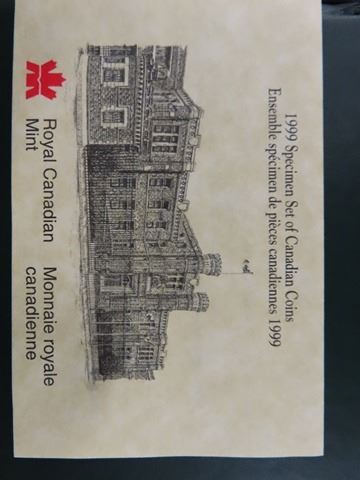 1999 Specimen Set of Canadian Coins
Ensemble spécimen de pièces canadiennes 1999
Royal Canadian
Mint
Monnaie royale
canadienne